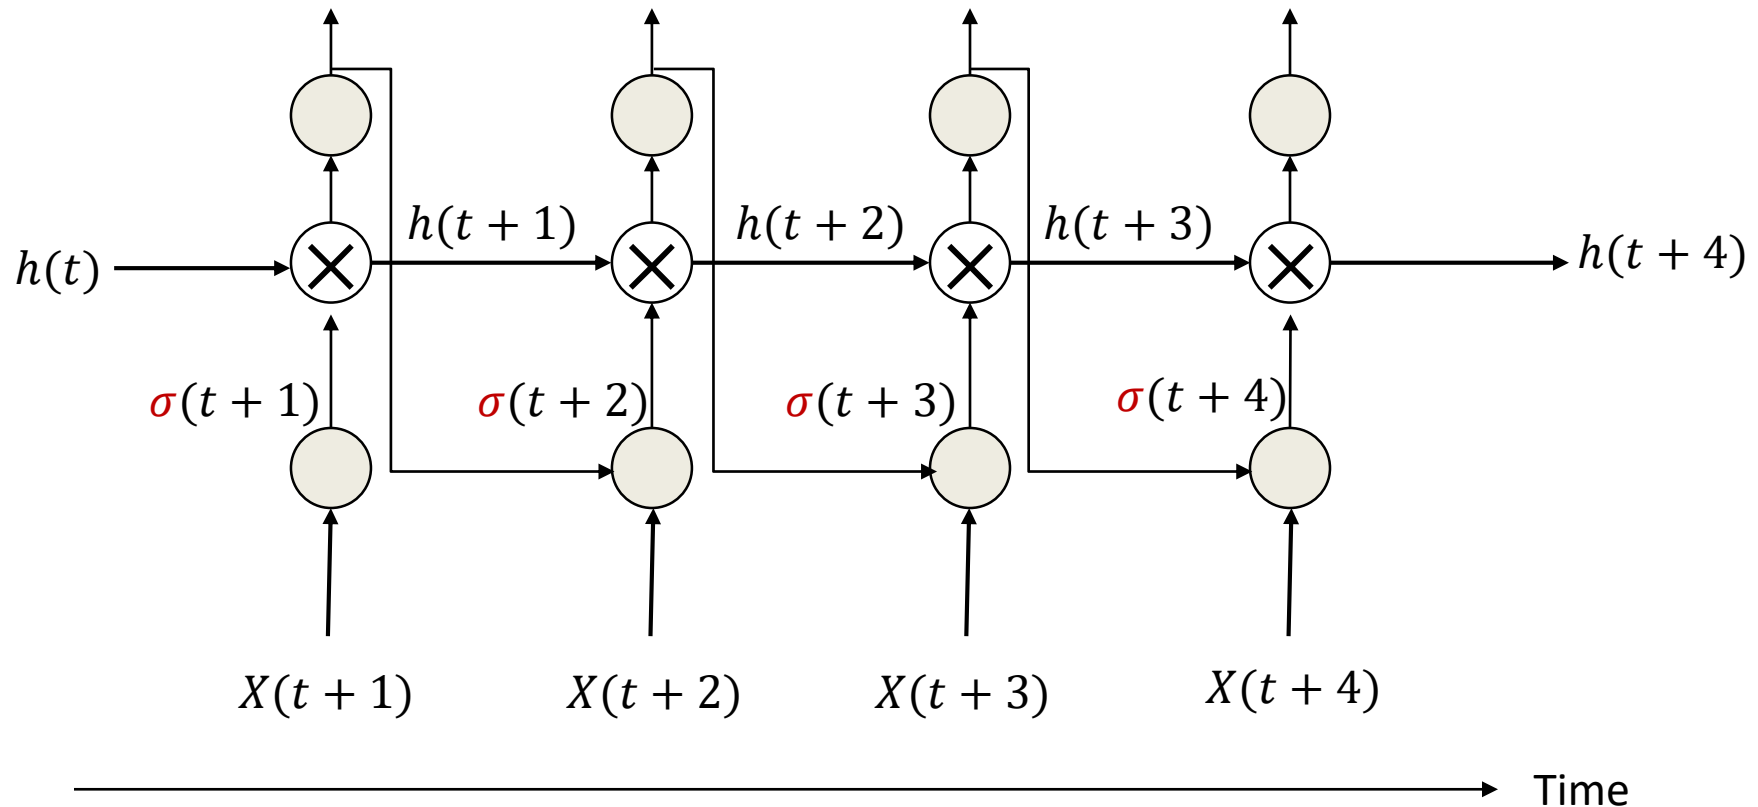 h(t)
h(t + 1)
h(t + 2)
h(t + 3)
h(t + 4)
σ(t + 1)
σ(t + 2)
σ(t + 3)
σ(t + 4)
X(t + 1)
X(t + 2)
X(t + 3)
X(t + 4)
Time